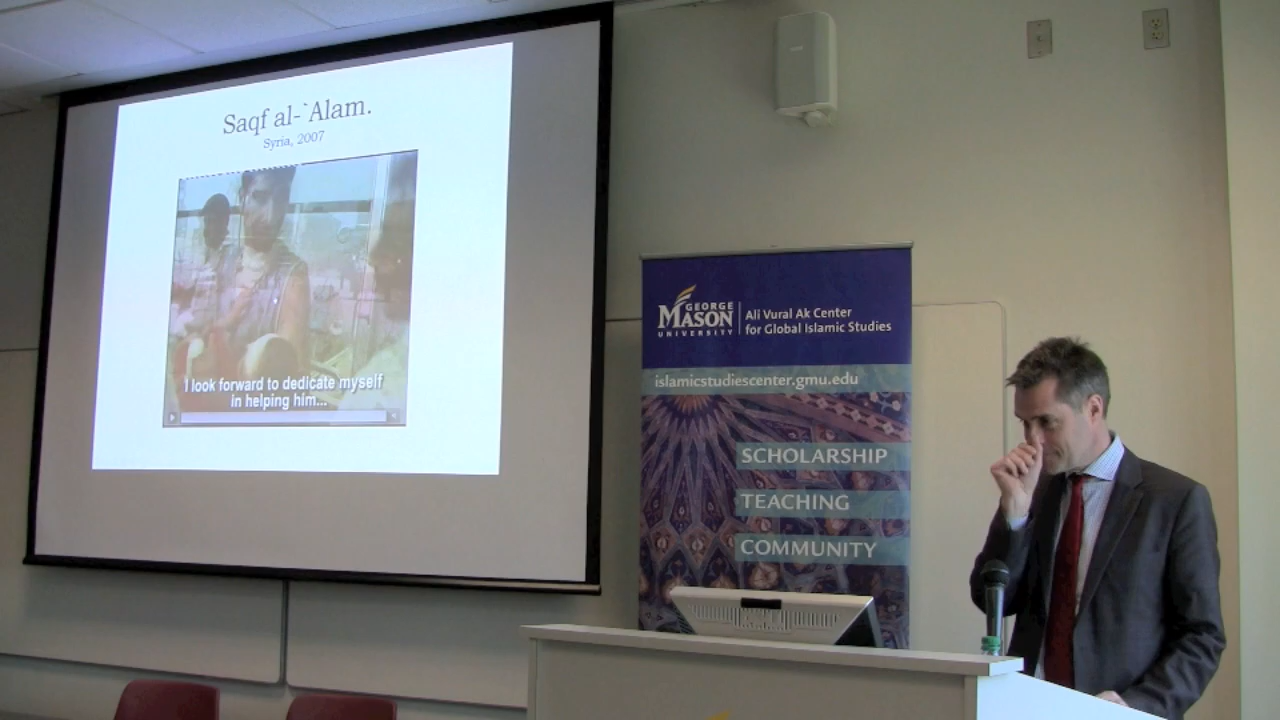 Saqf al-`Alam.
Syria, 2007
I look forward to dedicate myself
in helping him...
GEORGE
MASON
UNIVERSITY
Ali Vural Ak Center
for Global Islamic Studies
islamicstudiescenter.gmu.edu
SCHOLARSHIP
TEACHING
COMMUNITY